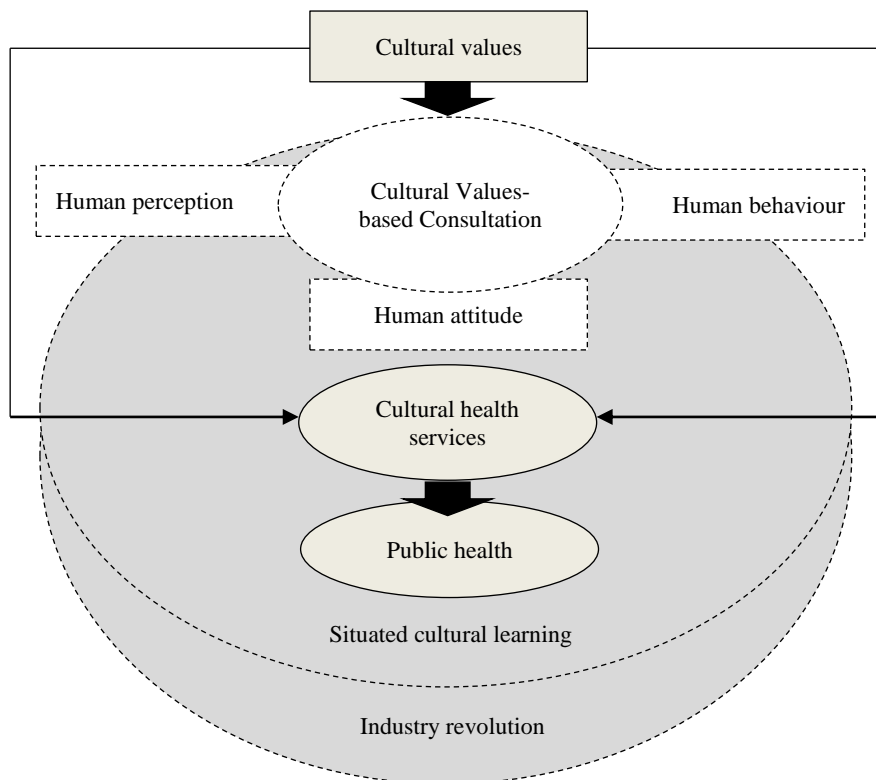 Cultural values
Cultural Values-
based Consultation
Human perception
Human behaviour
Human attitude
Cultural health
services
Public health
Situated cultural learning
Industry revolution